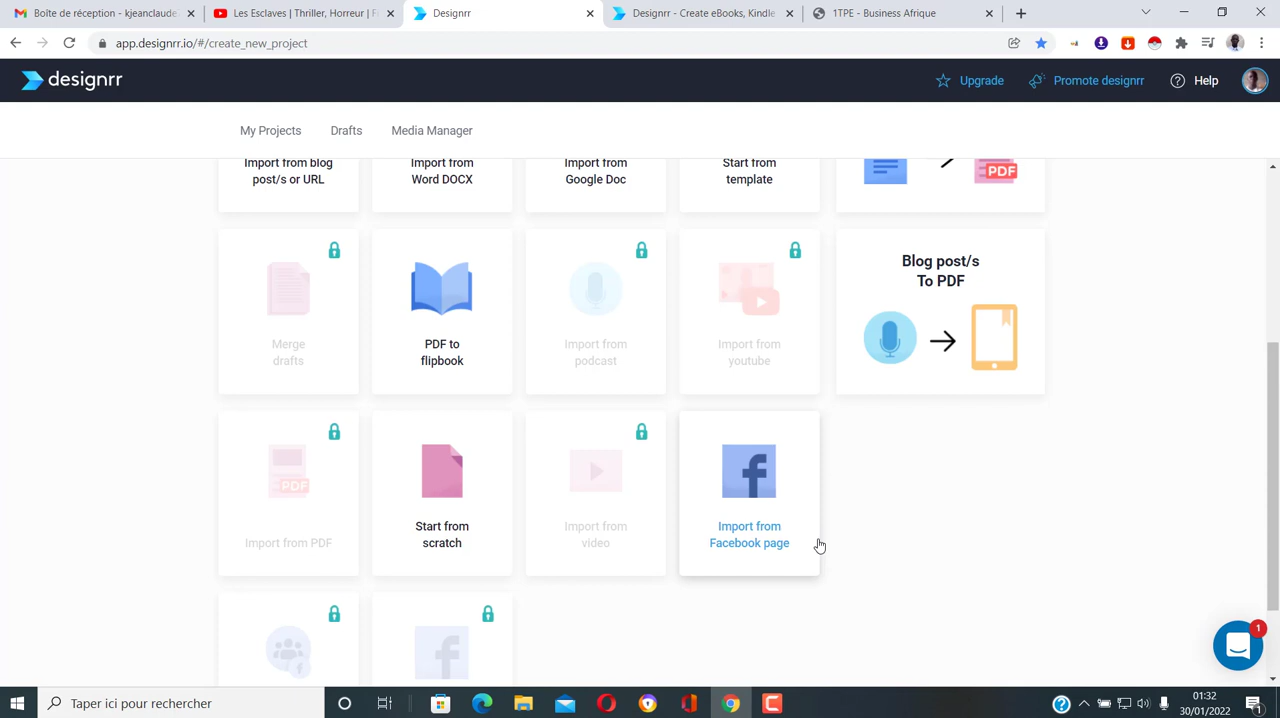 Boîte de réception - kjeanclaude.
Les Esclaves | Thriller, Horreur | F
Designrr
Designrr - Create eBooks, Kindle
1TPE - Business Afrique
app.designrr.io/#/create_new_project
designrr
Upgrade
Promote designrr
Help
My Projects
Drafts
Media Manager
Import from blog
post/s or URL
Import from
Word DOCX
Import from
Google Doc
Start from
template
PDF
Merge
drafts
PDF to
flipbook
Import from
podcast
Import from
youtube
Blog post/s
To PDF
PDF
Import from PDF
Start from
scratch
Import from
video
Import from
Facebook page
1
Taper ici pour rechercher
01:32
30/01/2022
1